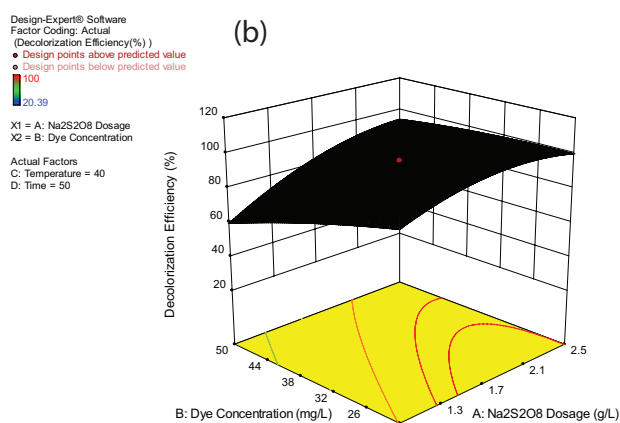 Design-Expert® Software
Factor Coding: Actual
(Decolorization Efficiency(%) )
Design points above predicted value
Design points below predicted value
100
20.39
X1 = A: Na2S2O8 Dosage
X2 = B: Dye Concentration
Actual Factors
C: Temperature = 40
D: Time = 50
(b)
120
100
80
60
40
20
Decolorization Efficiency (%)
50
44
38
32
26
B: Dye Concentration (mg/L)
1.3
1.7
2.1
2.5
A: Na2S2O8 Dosage (g/L)